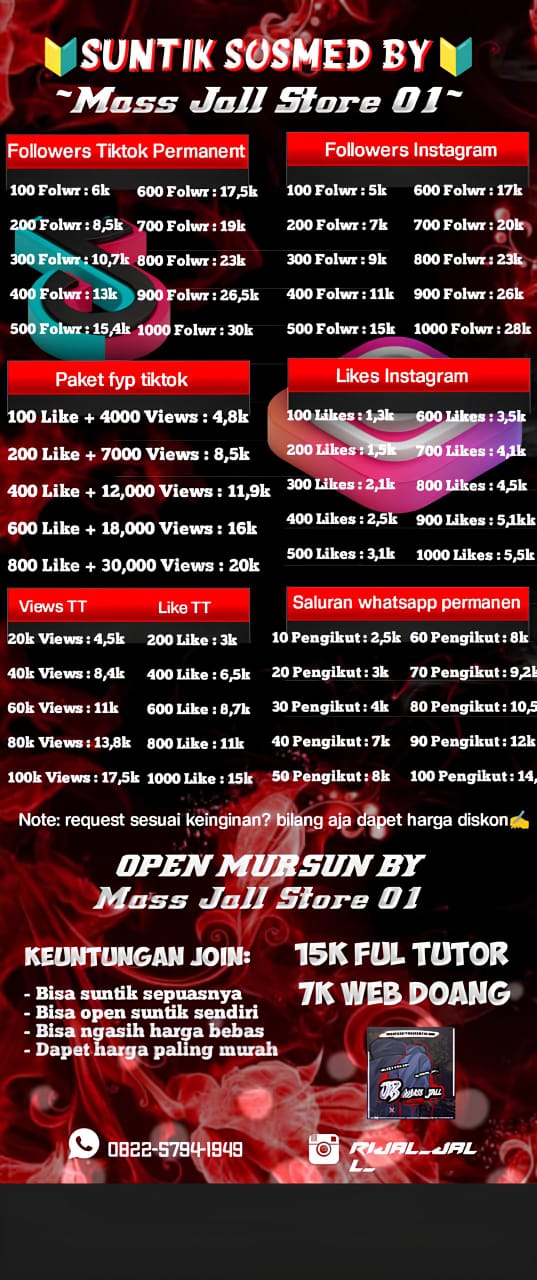 🔰SUNTIK SOSMED BY🔰
~Mass Jall Store 01~
Followers Tiktok Permanent
100 Folwr : 6k 600 Folwr : 17,5k
200 Folwr : 8,5k 700 Folwr : 19k
300 Folwr : 10,7k 800 Folwr : 23k
400 Folwr : 13k 900 Folwr : 26,5k
500 Folwr : 15,4k 1000 Folwr : 30k
Followers Instagram
100 Folwr : 5k 600 Folwr : 17k
200 Folwr : 7k 700 Folwr : 20k
300 Folwr : 9k 800 Folwr : 23k
400 Folwr : 11k 900 Folwr : 26k
500 Folwr : 15k 1000 Folwr : 28k
Paket fyp tiktok
100 Like + 4000 Views : 4,8k
200 Like + 7000 Views : 8,5k
400 Like + 12,000 Views : 11,9k
600 Like + 18,000 Views : 16k
800 Like + 30,000 Views : 20k
Likes Instagram
100 Likes : 1,3k 600 Likes : 3,5k
200 Likes : 1,5k 700 Likes : 4,1k
300 Likes : 2,1k 800 Likes : 4,5k
400 Likes : 2,5k 900 Likes : 5,1kk
500 Likes : 3,1k 1000 Likes : 5,5k
Views TT Like TT
20k Views : 4,5k 200 Like : 3k
40k Views : 8,4k 400 Like : 6,5k
60k Views : 11k 600 Like : 8,7k
80k Views : 13,8k 800 Like : 11k
100k Views : 17,5k 1000 Like : 15k
Saluran whatsapp permanen
10 Pengikut : 2,5k 60 Pengikut : 8k
20 Pengikut : 3k 70 Pengikut : 9,2k
30 Pengikut : 4k 80 Pengikut : 10,5
40 Pengikut : 7k 90 Pengikut : 12k
50 Pengikut : 8k 100 Pengikut : 14,
Note: request sesuai keinginan? bilang aja dapet harga diskon✍️
OPEN MURSUN BY
Mass Jall Store 01
KEUNTUNGAN JOIN:
- Bisa suntik sepuasnya
- Bisa open suntik sendiri
- Bisa ngasih harga bebas
- Dapet harga paling murah
15K FUL TUTOR
7K WEB DOANG
MASS JALL
0822-5794-1949
RIJAL_JAL
L_